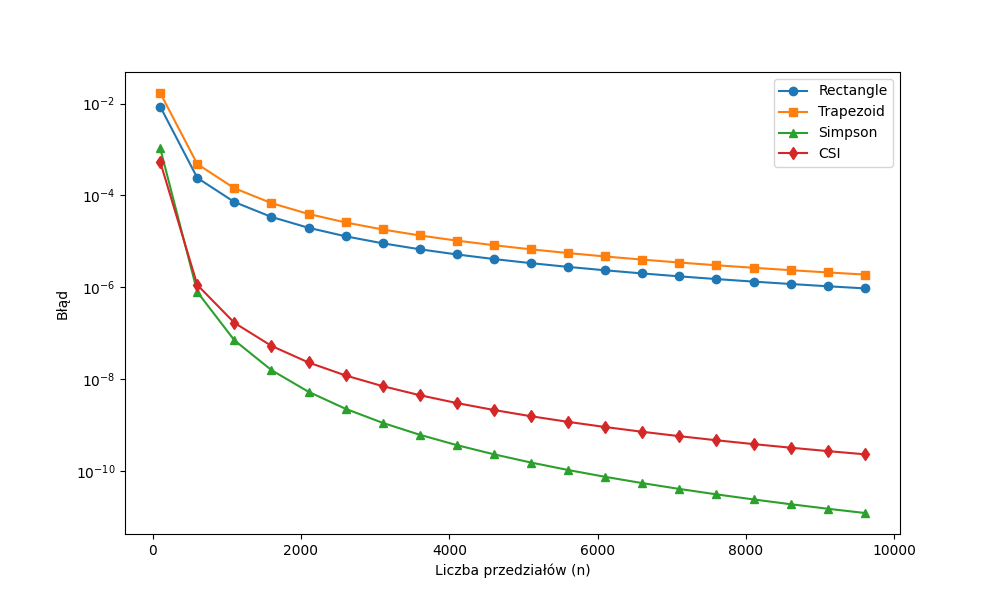 Rectangle
Trapezoid
Simpson
CSI
10⁻²
10⁻⁴
10⁻⁶
10⁻⁸
10⁻¹⁰
Błąd
0 2000 4000 6000 8000 10000
Liczba przedziałów (n)